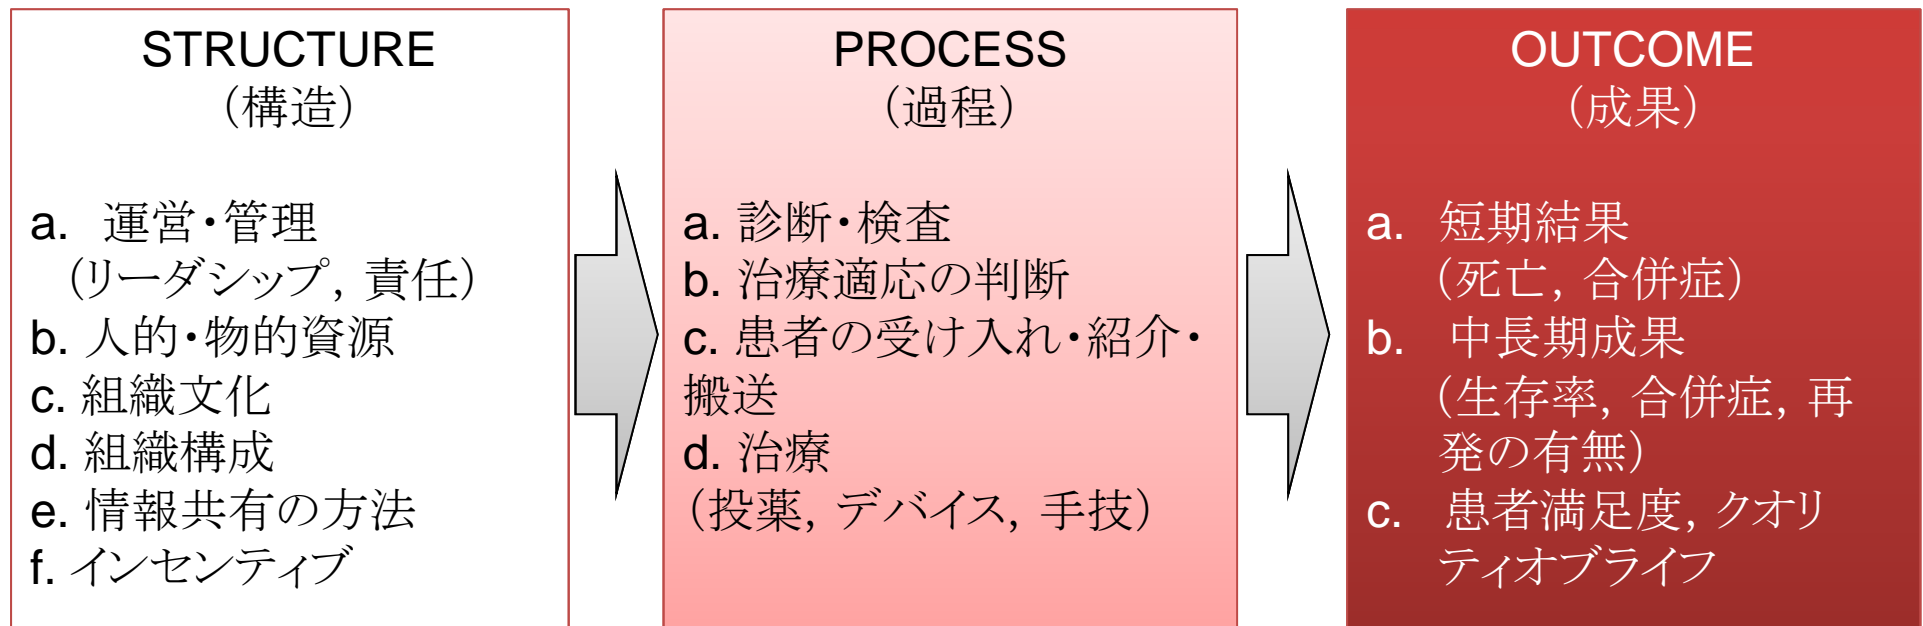 STRUCTURE
(構造)
a. 運営・管理
(リーダシップ, 責任)
b. 人的・物的資源
c. 組織文化
d. 組織構成
e. 情報共有の方法
f. インセンティブ
PROCESS
(過程)
a. 診断・検査
b. 治療適応の判断
c. 患者の受け入れ・紹介・
搬送
d. 治療
(投薬, デバイス, 手技)
OUTCOME
(成果)
a. 短期結果
(死亡, 合併症)
b. 中長期成果
(生存率, 合併症, 再
発の有無)
c. 患者満足度, クオリ
ティオブライフ